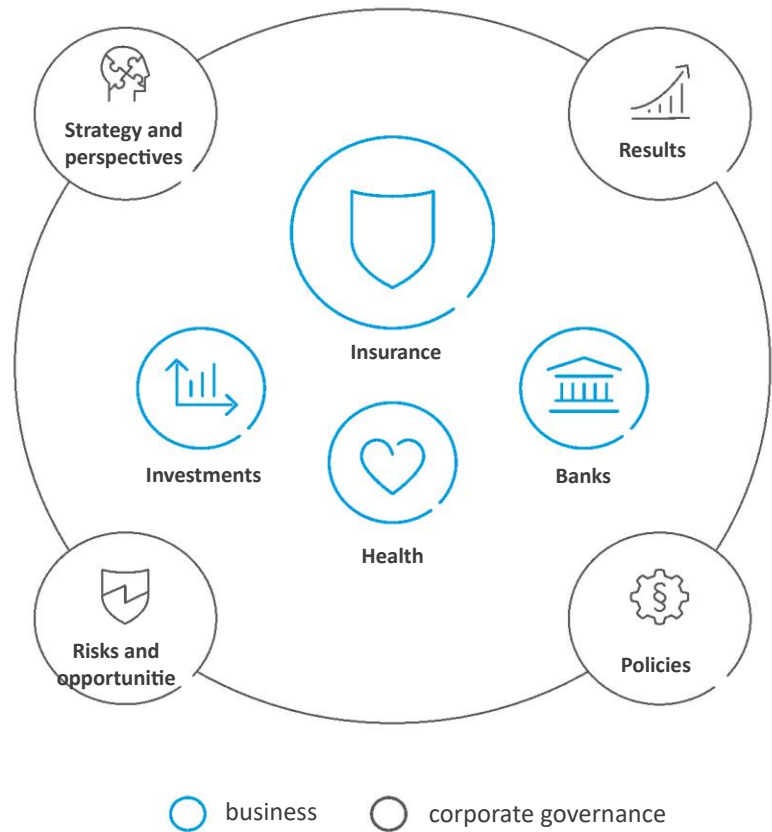 Strategy and
perspectives
Results
Insurance
Investments
Banks
Health
Risks and
opportunitie
§
Policies
business
corporate governance